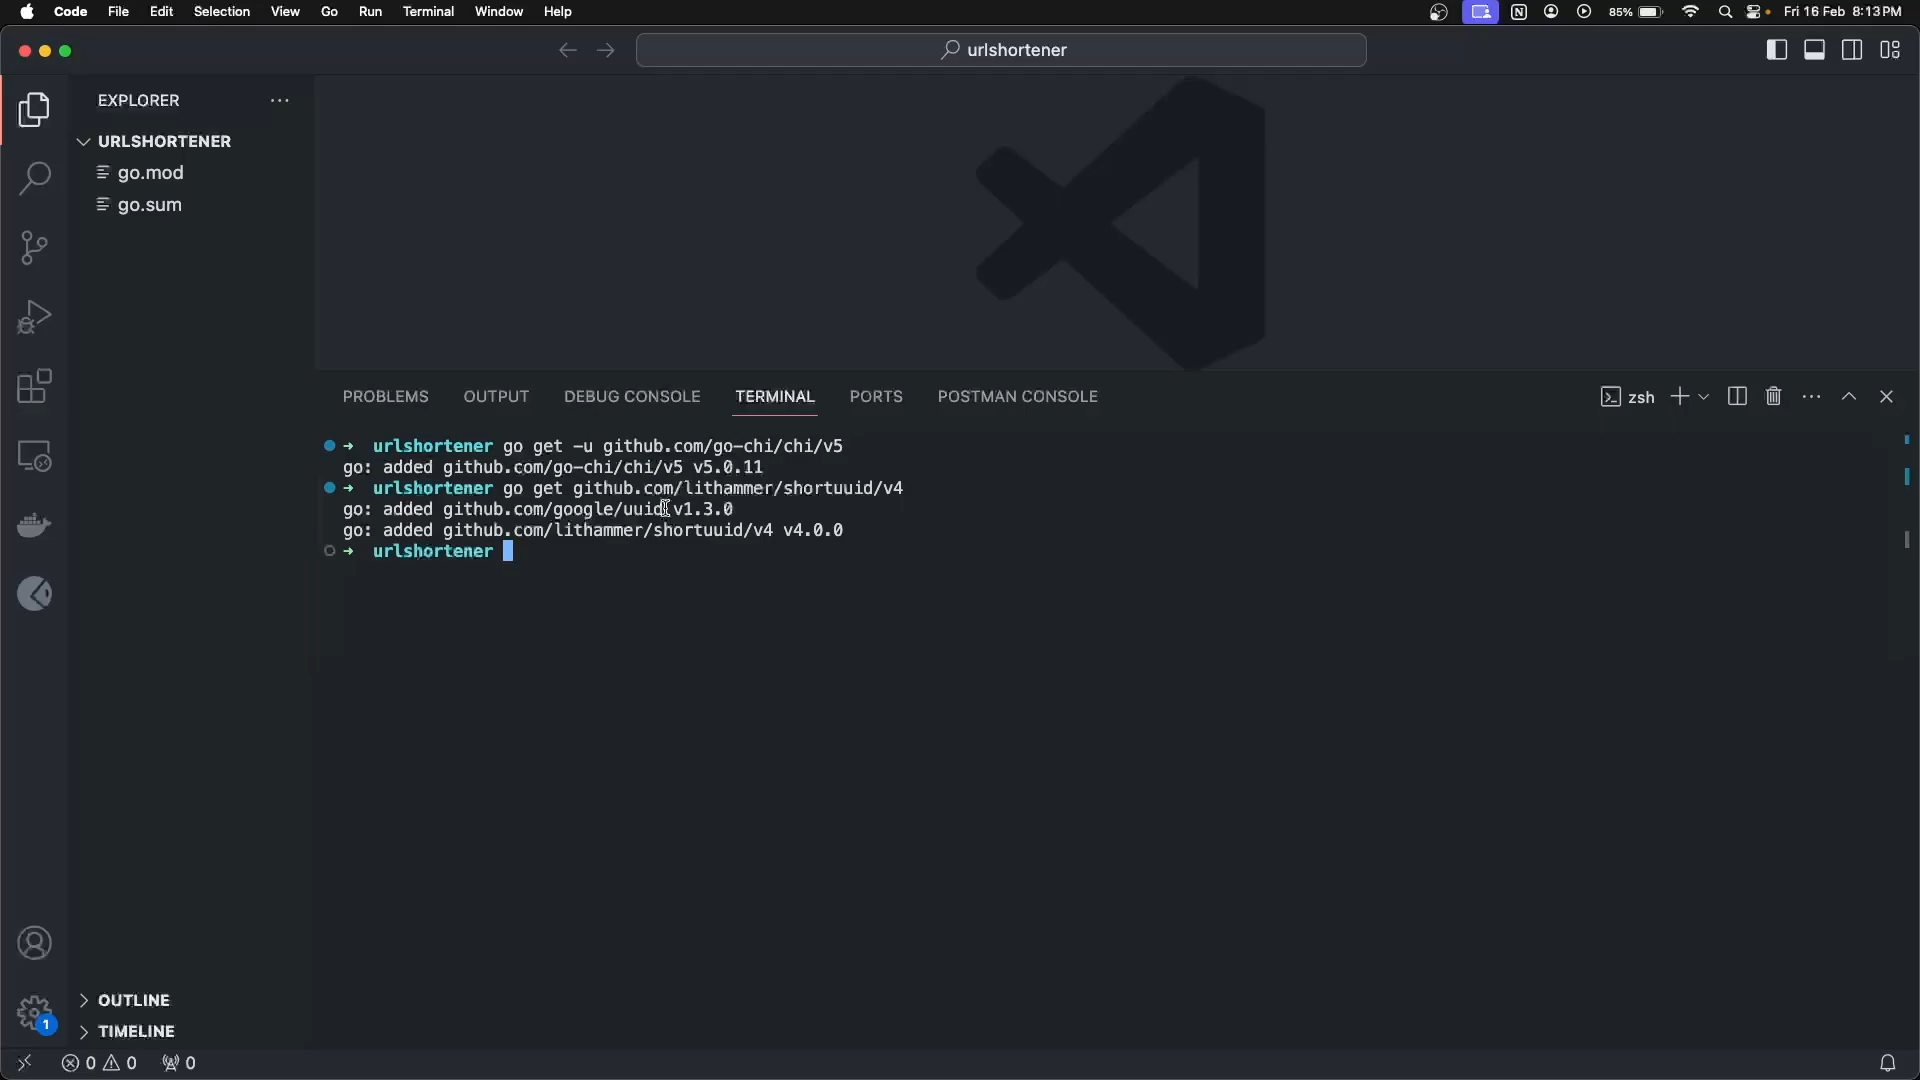 Code File Edit Selection View Go Run Terminal Window Help 85% Fri 16 Feb 8:13 PM
urlshortener
EXPLORER
URLSHORTENER
go.mod
go.sum
PROBLEMS OUTPUT DEBUG CONSOLE TERMINAL PORTS POSTMAN CONSOLE zsh
→ urlshortener go get -u github.com/go-chi/chi/v5
go: added github.com/go-chi/chi/v5 v5.0.11
→ urlshortener go get github.com/lithammer/shortuuid/v4
go: added github.com/google/uuid v1.3.0
go: added github.com/lithammer/shortuuid/v4 v4.0.0
→ urlshortener
OUTLINE
1
TIMELINE
0 0 0